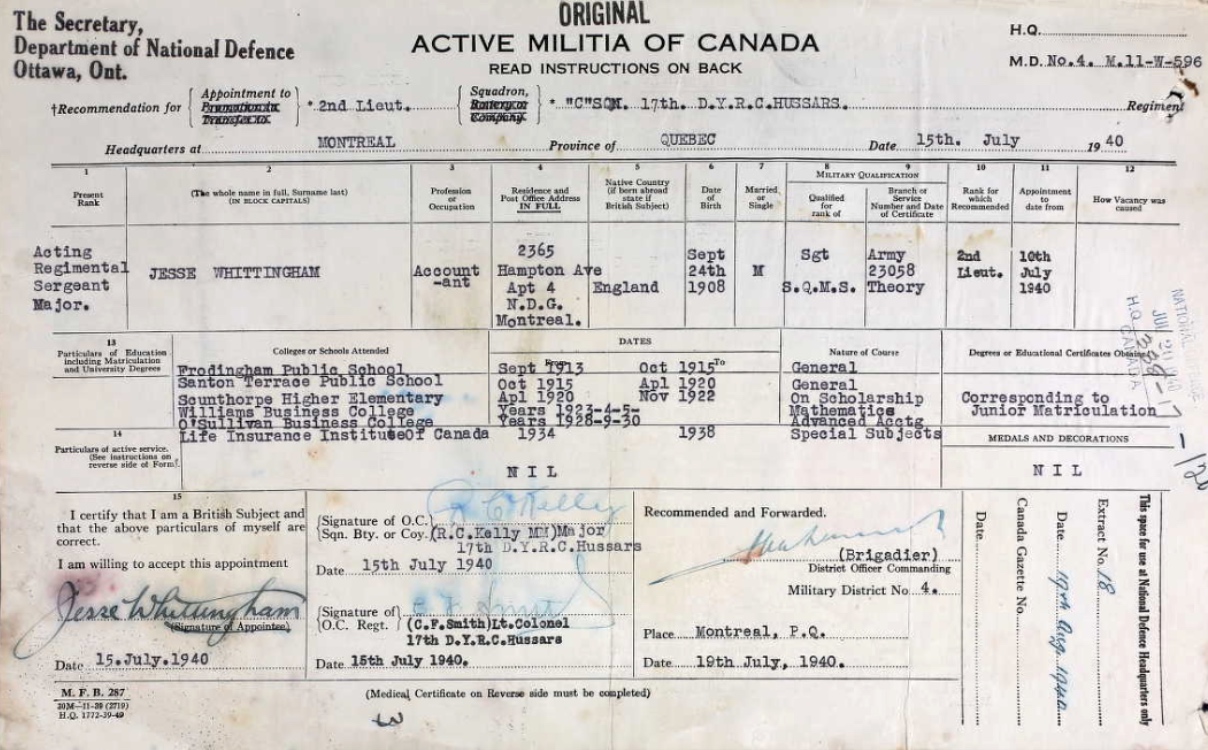 The Secretary,
Department of National Defence
Ottawa, Ont.
ORIGINAL
ACTIVE MILITIA OF CANADA
READ INSTRUCTIONS ON BACK
H.Q.
M.D. No.4. M.11-W-596
†Recommendation for { Appointment to Promotion in Transfer to } * 2nd Lieut. { Squadron, Battery or Company } * "C"SQN. 17th. D.Y.R.C.HUSSARS. Regiment
Headquarters at MONTREAL Province of QUEBEC Date 15th. July 19 40
1 2 3 4 5 6 7 8 9 10 11 12
MILITARY QUALIFICATION
Present Rank
(The whole name in full, Surname last)
(IN BLOCK CAPITALS)
Profession or Occupation
Residence and Post Office Address IN FULL
Native Country (if born abroad state if British Subject)
Date of Birth
Married or Single
Qualified for rank of
Branch or Service Number and Date of Certificate
Rank for which Recommended
Appointment to date from
How Vacancy was caused
Acting
Regimental
Sergeant
Major.
JESSE WHITTINGHAM
Account
-ant
2365
Hampton Ave
Apt 4
N.D.G.
Montreal.
England
Sept
24th
1908
M
Sgt
S.Q.M.S.
Army
23058
Theory
2nd
Lieut.
10th
July
1940
13
Particulars of Education including Matriculation and University Degrees
Colleges or Schools Attended
DATES
From
To
Nature of Course
Degrees or Educational Certificates Obtained
Frodingham Public School Sept 1913 Oct 1915 General
Santon Terrace Public School Oct 1915 Apl 1920 General
Scunthorpe Higher Elementary Apl 1920 Nov 1922 On Scholarship
Williams Business College Years 1923-4-5- Mathematics
O'Sullivan Business College Years 1928-9-30 Advanced Acctg
Life Insurance Institute Of Canada 1934 1938 Special Subjects
Corresponding to
Junior Matriculation
14
Particulars of active service.
(See instructions on reverse side of Form).
NIL
MEDALS AND DECORATIONS
NIL
15
I certify that I am a British Subject and
that the above particulars of myself are
correct.
I am willing to accept this appointment
Jesse Whittingham
(Signature of Appointee)
Date 15.July.1940
R C Kelly
{Signature of O.C.
{Sqn. Bty. or Coy. (R.C.Kelly MM)Major
17th D.Y.R.C.Hussars
Date 15th July 1940
C F Smith
{Signature of
{O.C. Regt. (C.F.Smith)Lt.Colonel
17th D.Y.R.C.Hussars
Date 15th July 1940.
Recommended and Forwarded.
(Brigadier)
District Officer Commanding
Military District No 4.
Place Montreal, P.Q.
Date 19th July, 1940.
Date
Canada Gazette No.
Date 19th Aug. 1940
Extract No. 18
This space for use at National Defence Headquarters only
M. F. B. 287
30M—11-39 (2719)
H.Q. 1772-39-49
(Medical Certificate on Reverse side must be completed)